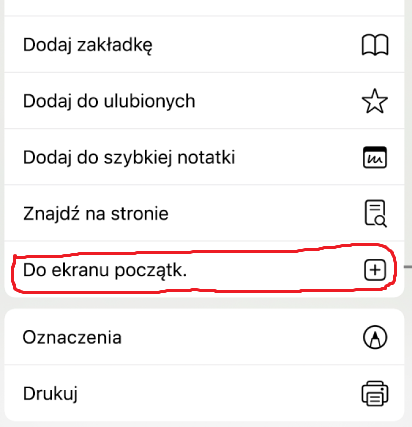 Dodaj zakładkę
Dodaj do ulubionych
Dodaj do szybkiej notatki
Znajdź na stronie
Do ekranu początk.
Oznaczenia
Drukuj